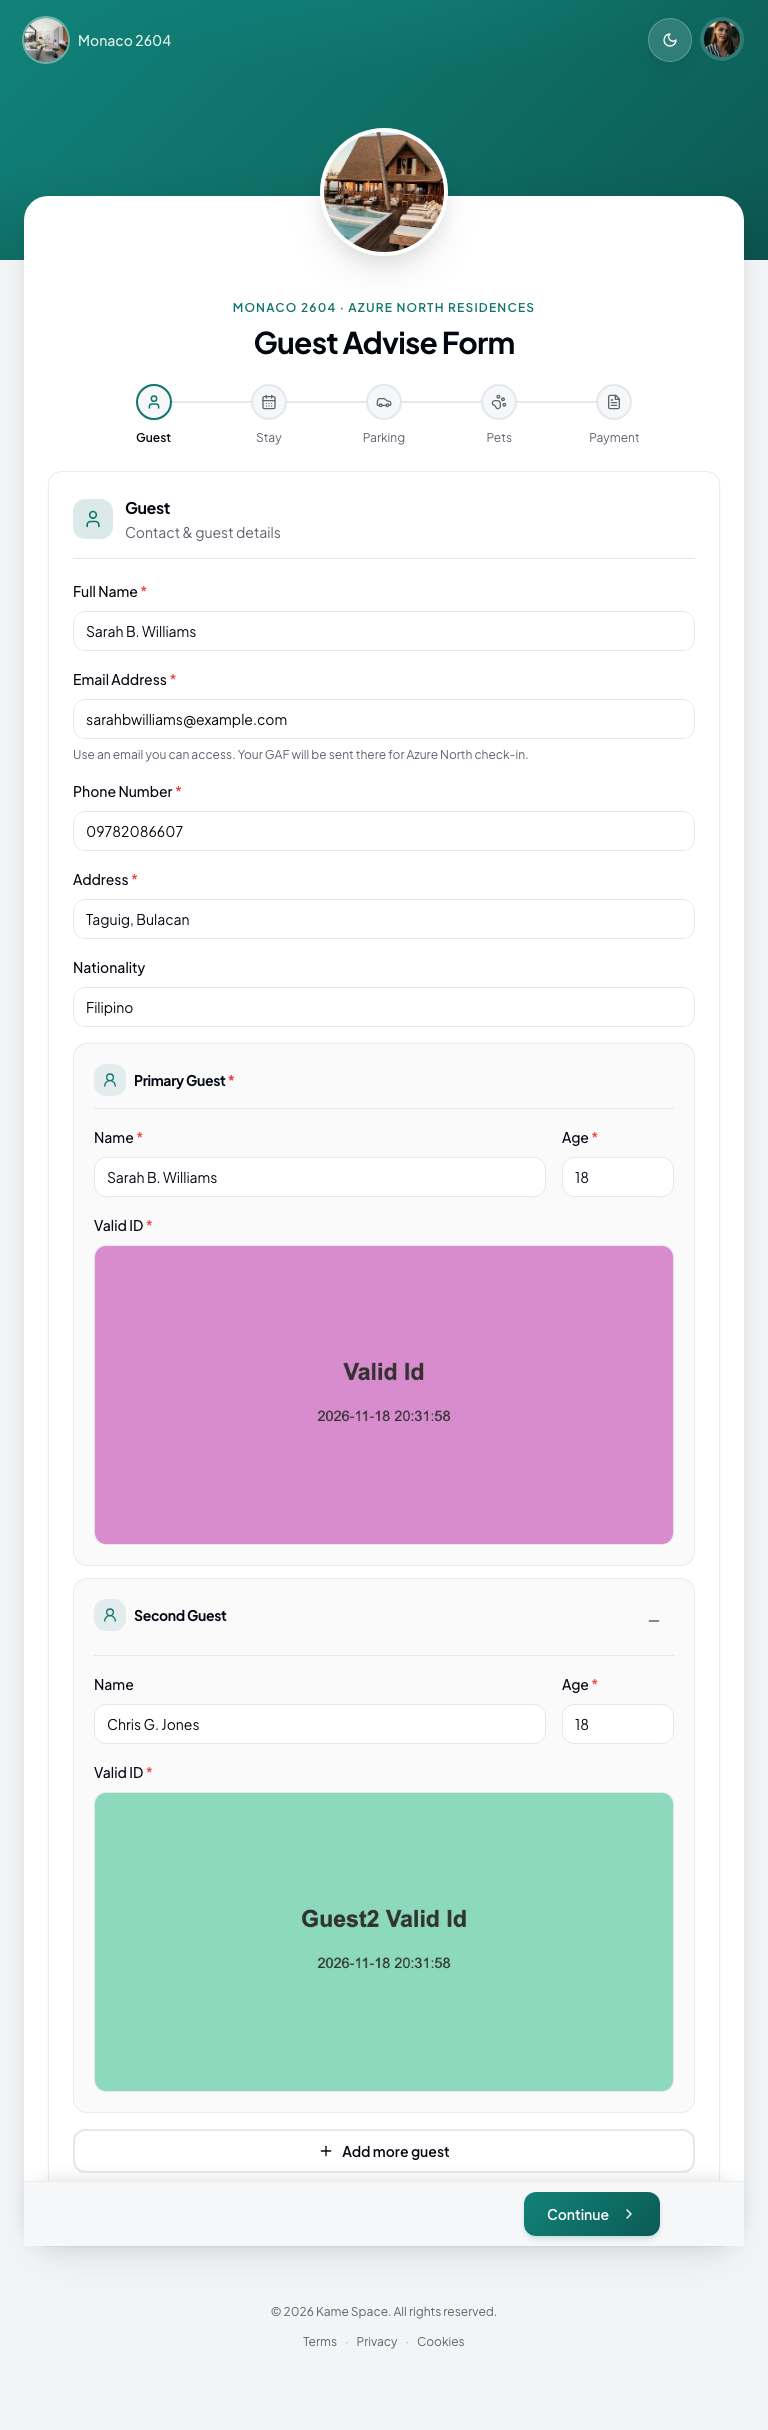 Monaco 2604
MONACO 2604 · AZURE NORTH RESIDENCES
Guest Advise Form
Guest
Stay
Parking
Pets
Payment
Guest
Contact & guest details
Full Name *
Sarah B. Williams
Email Address *
sarahbwilliams@example.com
Use an email you can access. Your GAF will be sent there for Azure North check-in.
Phone Number *
09782086607
Address *
Taguig, Bulacan
Nationality
Filipino
Primary Guest *
Name *
Age *
Sarah B. Williams
18
Valid ID *
Valid Id
2026-11-18 20:31:58
Second Guest
Name
Age *
Chris G. Jones
18
Valid ID *
Guest2 Valid Id
2026-11-18 20:31:58
Add more guest
Continue
© 2026 Kame Space. All rights reserved.
Terms · Privacy · Cookies